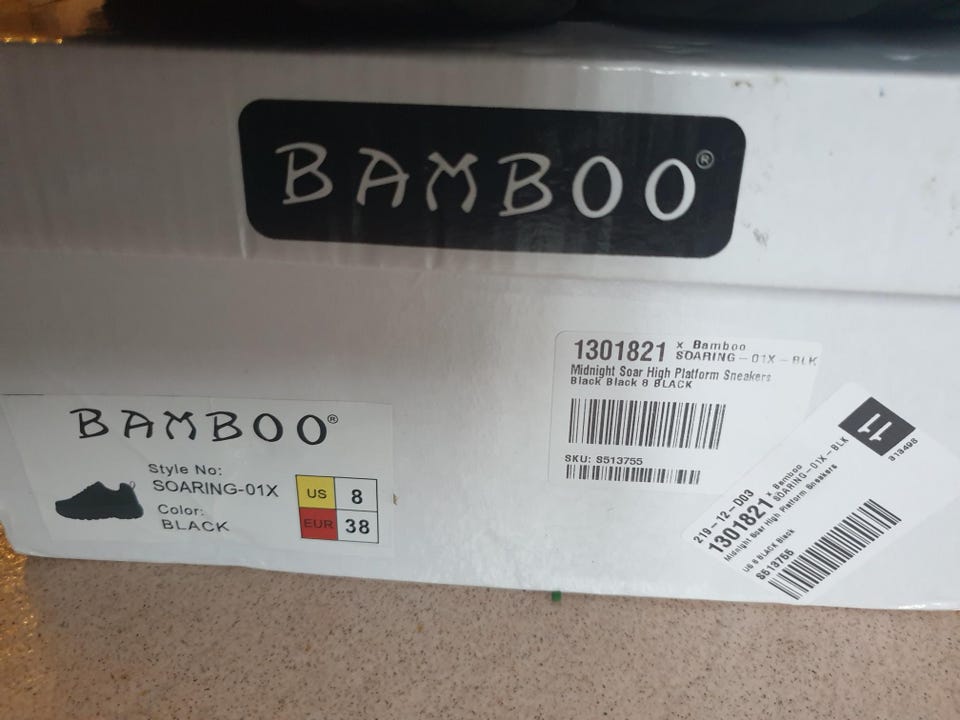 BAMBOO®
BAMBOO®
Style No:
SOARING-01X
Color:
BLACK
US 8
EUR 38
1301821 x Bamboo
SOARING-01X-BLK
Midnight Soar High Platform Sneakers
Black Black 8 BLACK
SKU: S513755
219-12-D03
1301821 x Bamboo
SOARING-01X-BLK
Midnight Soar High Platform Sneakers
US 8 BLACK Black
S513755
313498